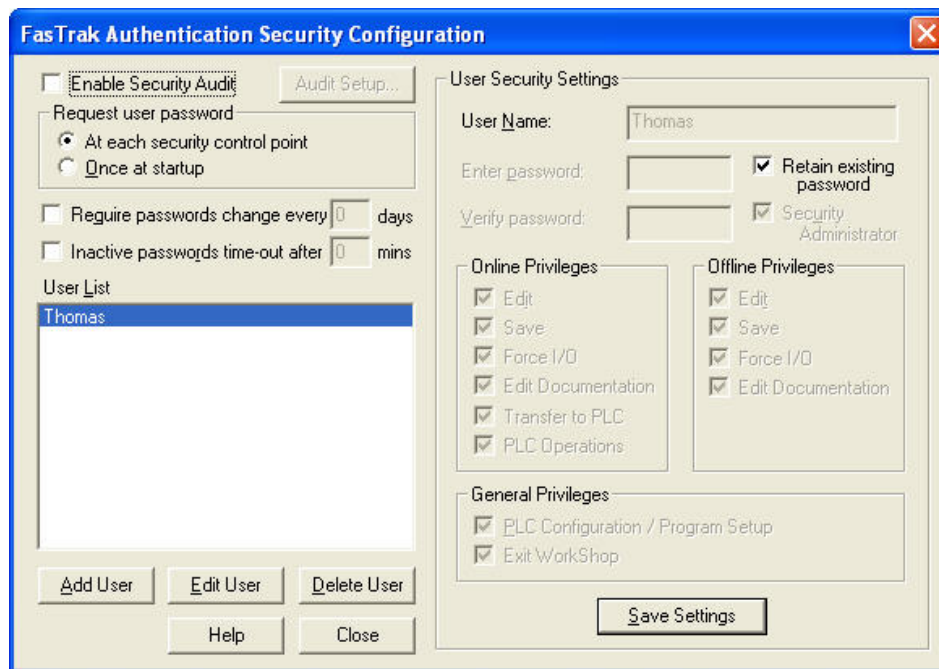 FasTrak Authentication Security Configuration
Enable Security Audit
Audit Setup...
Request user password
At each security control point
Once at startup
Reguire passwords change every 0 days
Inactive passwords time-out after 0 mins
User List
Thomas
Add User
Edit User
Delete User
Help
Close
User Security Settings
User Name:
Thomas
Enter password:
Retain existing
password
Verify password:
Security
Administrator
Online Privileges
Edit
Save
Force I/O
Edit Documentation
Transfer to PLC
PLC Operations
Offline Privileges
Edit
Save
Force I/O
Edit Documentation
General Privileges
PLC Configuration / Program Setup
Exit WorkShop
Save Settings